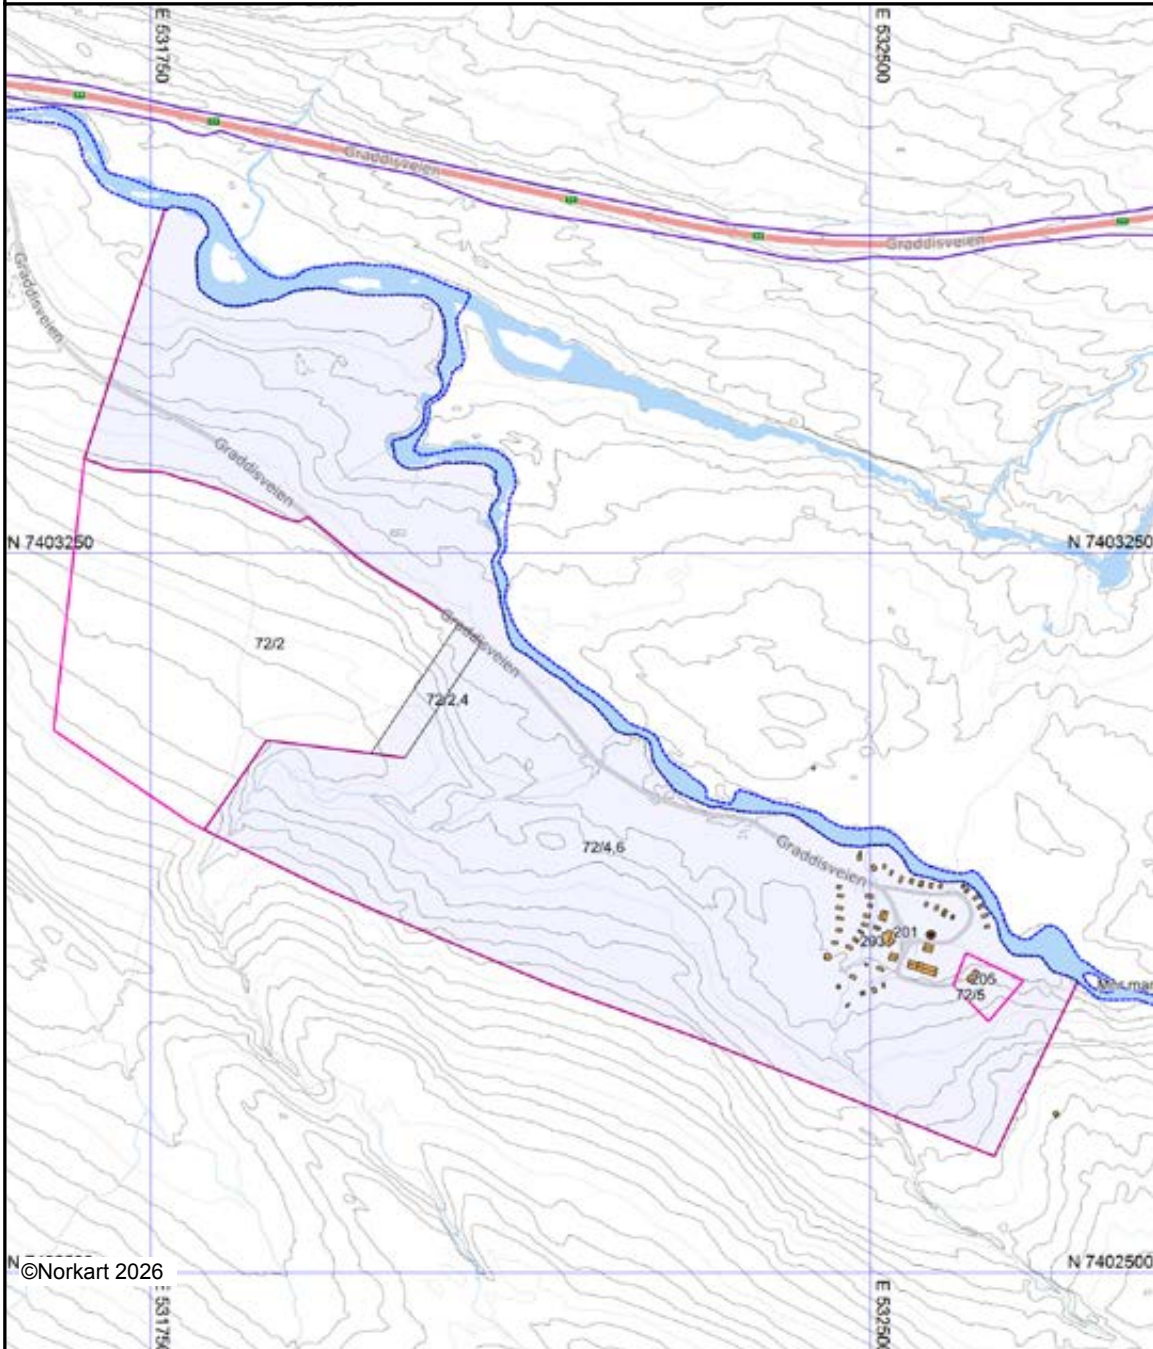 E 531750
E 532500
Graddisveien
Graddisveien
Graddisveien
Graddisveien
N 7403250
N 7403250
Graddisveien
72/2
72/2,4
72/4,6
Graddisveien
201
203
205
72/5
N 7402500
©Norkart 2026
E 531750
E 532500